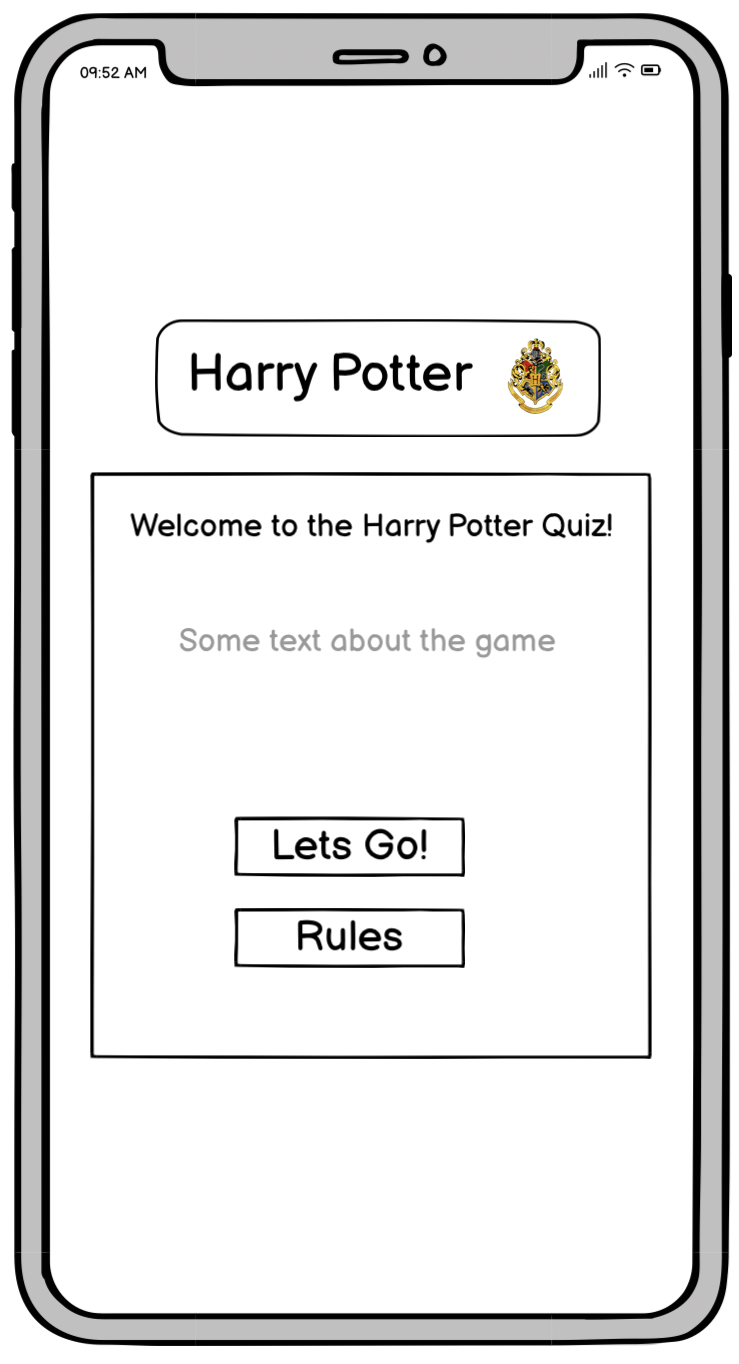 09:52 AM
Harry Potter
H
Welcome to the Harry Potter Quiz!
Some text about the game
Lets Go!
Rules